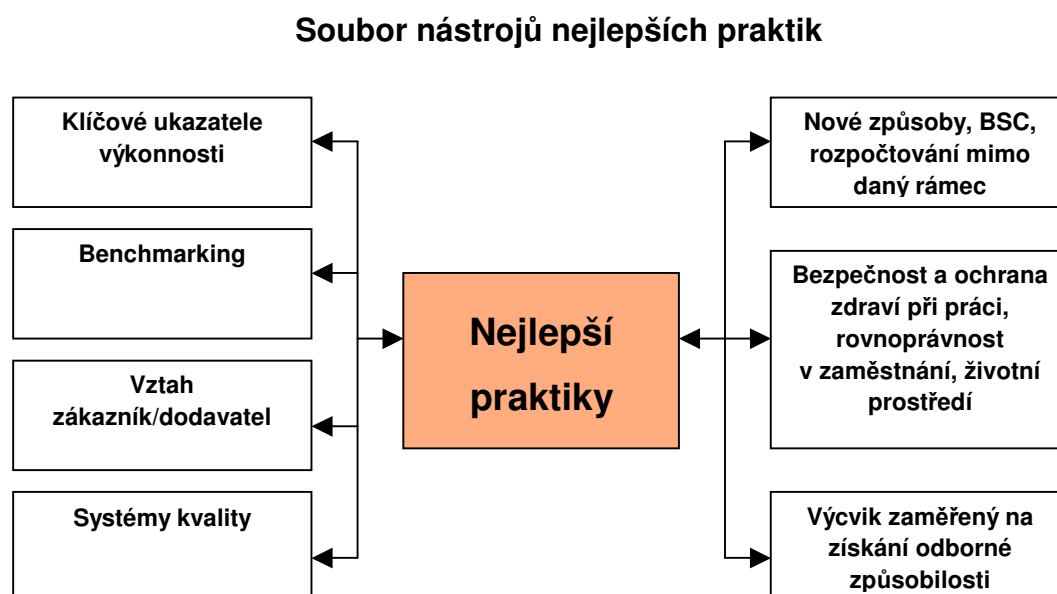 Soubor nástrojů nejlepších praktik
Klíčové ukazatele
výkonnosti
Benchmarking
Vztah
zákazník/dodavatel
Systémy kvality
Nejlepší
praktiky
Nové způsoby, BSC,
rozpočtování mimo
daný rámec
Bezpečnost a ochrana
zdraví při práci,
rovnoprávnost
v zaměstnání, životní
prostředí
Výcvik zaměřený na
získání odborné
způsobilosti